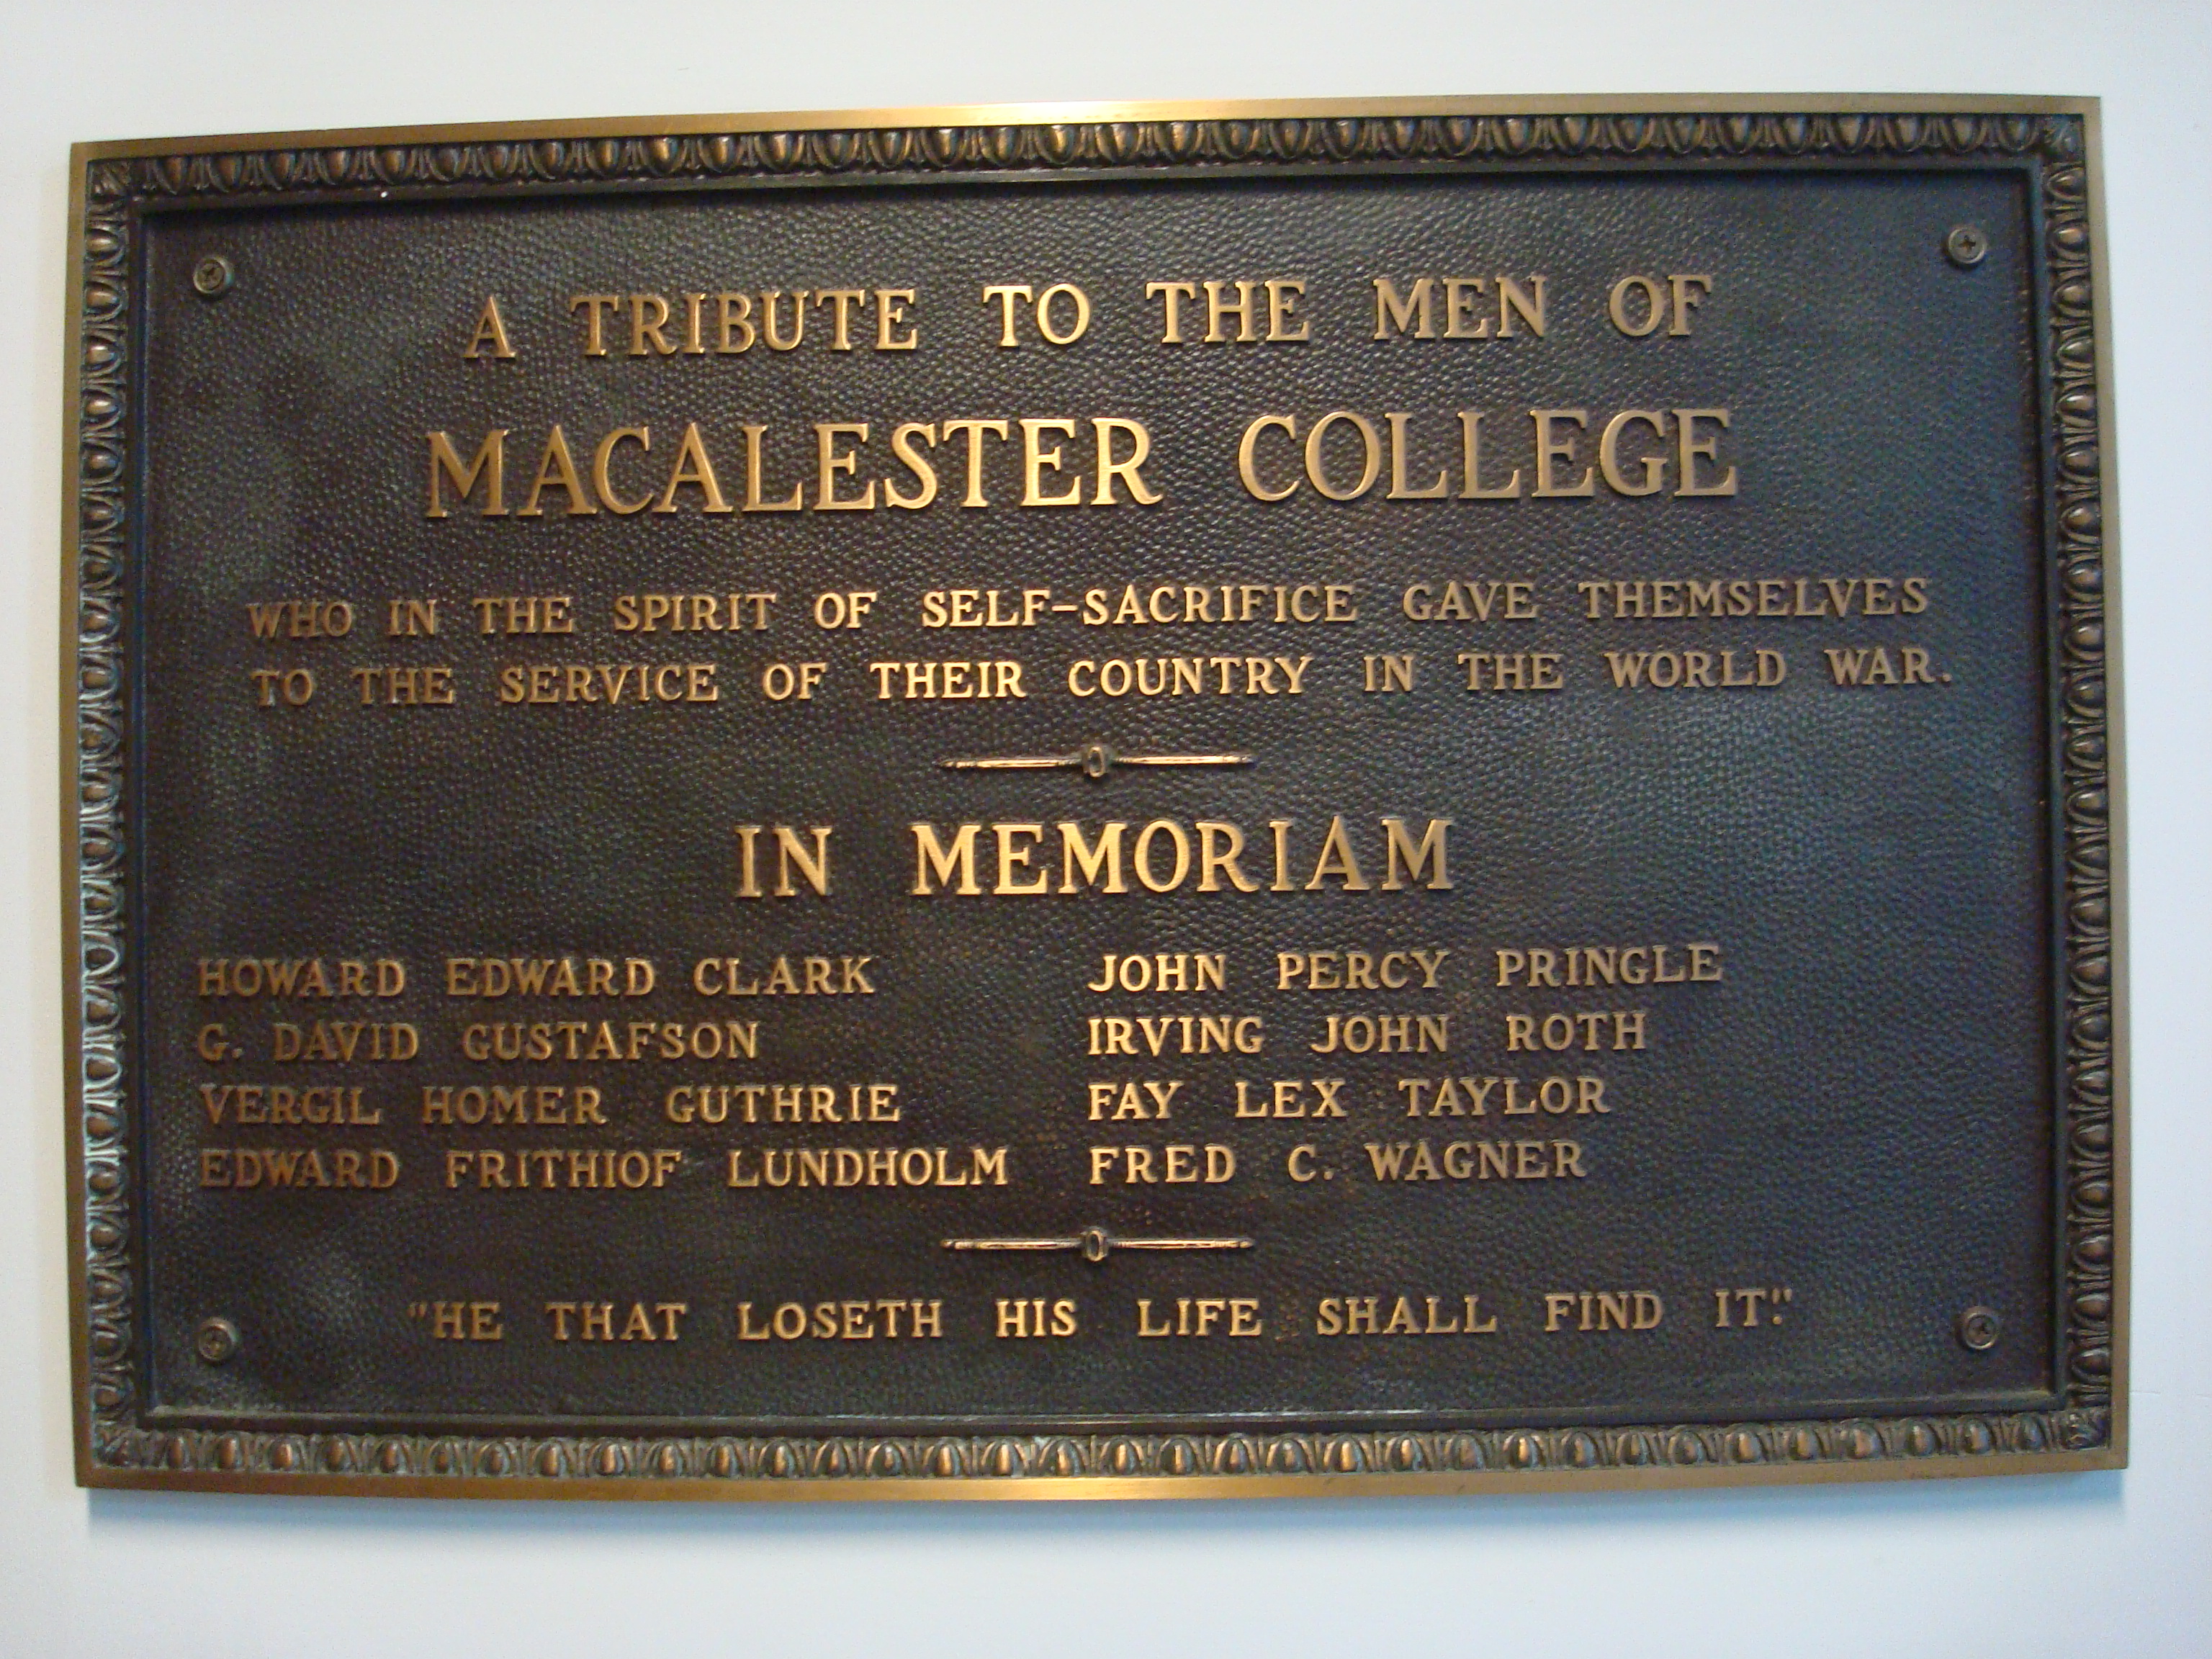 A TRIBUTE TO THE MEN OF
MACALESTER COLLEGE
WHO IN THE SPIRIT OF SELF-SACRIFICE GAVE THEMSELVES
TO THE SERVICE OF THEIR COUNTRY IN THE WORLD WAR.
IN MEMORIAM
HOWARD EDWARD CLARK
G. DAVID GUSTAFSON
VERGIL HOMER GUTHRIE
EDWARD FRITHIOF LUNDHOLM
JOHN PERCY PRINGLE
IRVING JOHN ROTH
FAY LEX TAYLOR
FRED C. WAGNER
"HE THAT LOSETH HIS LIFE SHALL FIND IT."